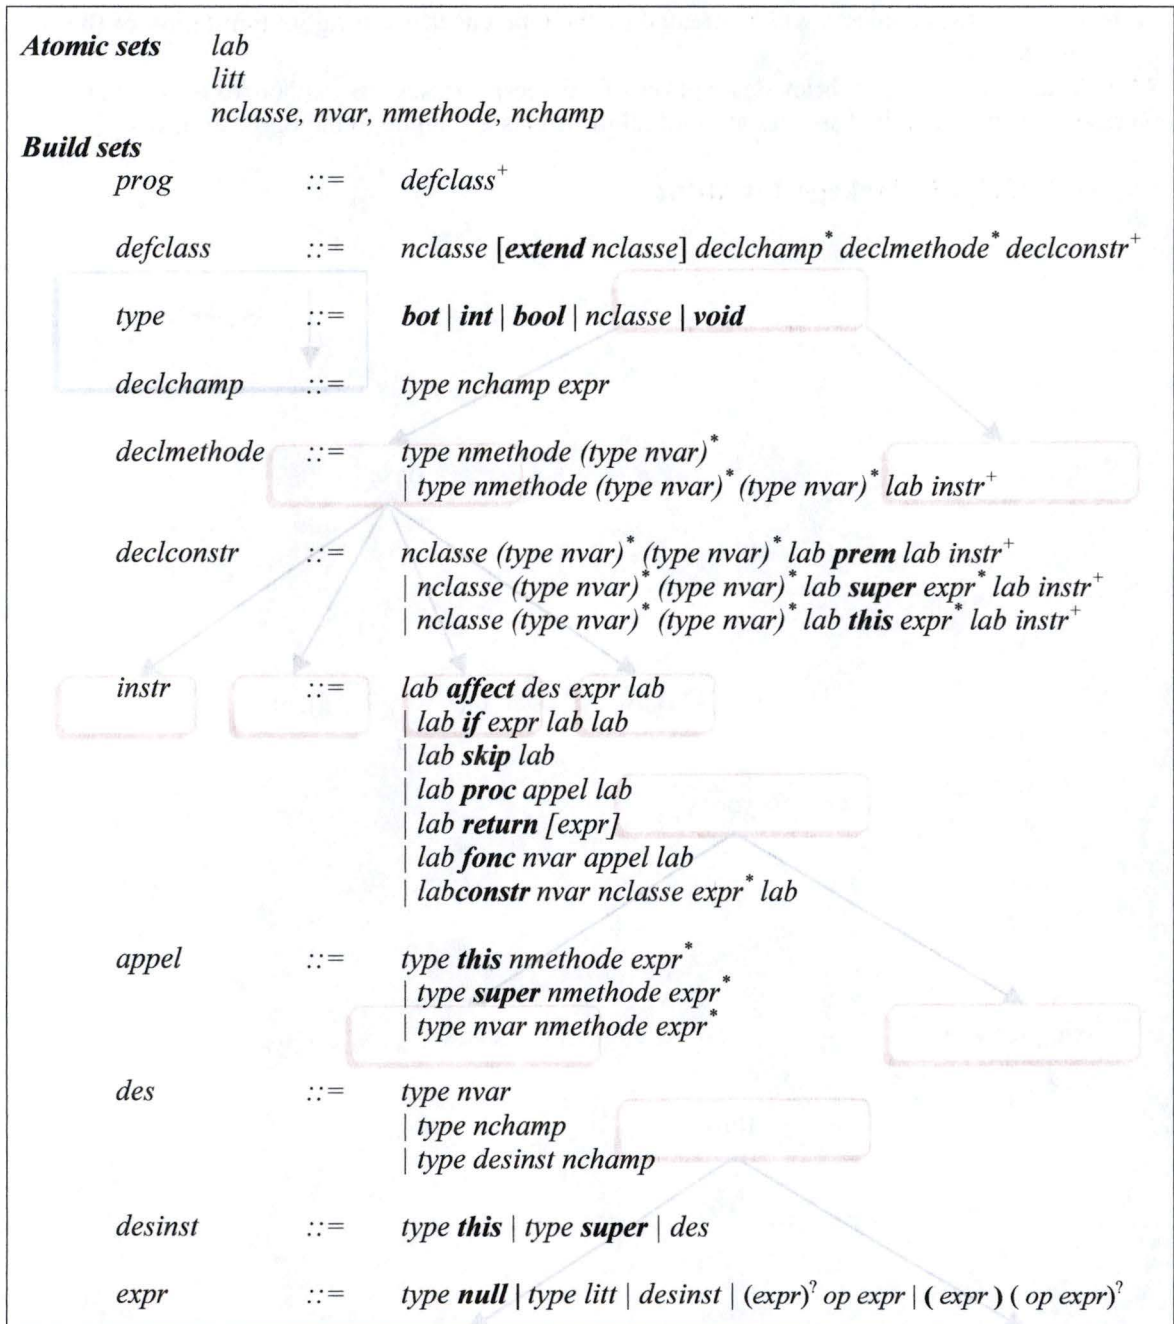 Atomic sets lab
litt
nclasse, nvar, nmethode, nchamp
Build sets
prog ::= defclass⁺
defclass ::= nclasse [extend nclasse] declchamp* declmethode* declconstr⁺
type ::= bot | int | bool | nclasse | void
declchamp ::= type nchamp expr
declmethode ::= type nmethode (type nvar)*
| type nmethode (type nvar)* (type nvar)* lab instr⁺
declconstr ::= nclasse (type nvar)* (type nvar)* lab prem lab instr⁺
| nclasse (type nvar)* (type nvar)* lab super expr* lab instr⁺
| nclasse (type nvar)* (type nvar)* lab this expr* lab instr⁺
instr ::= lab affect des expr lab
| lab if expr lab lab
| lab skip lab
| lab proc appel lab
| lab return [expr]
| lab fonc nvar appel lab
| labconstr nvar nclasse expr* lab
appel ::= type this nmethode expr*
| type super nmethode expr*
| type nvar nmethode expr*
des ::= type nvar
| type nchamp
| type desinst nchamp
desinst ::= type this | type super | des
expr ::= type null | type litt | desinst | (expr)? op expr | ( expr ) ( op expr)?